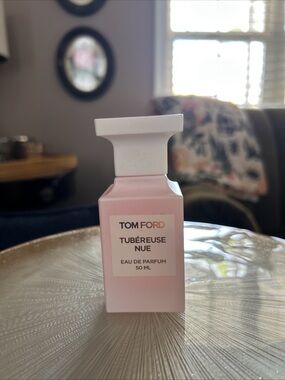 TOM FORD
TUBÉREUSE
NUE
EAU DE PARFUM
50 ML